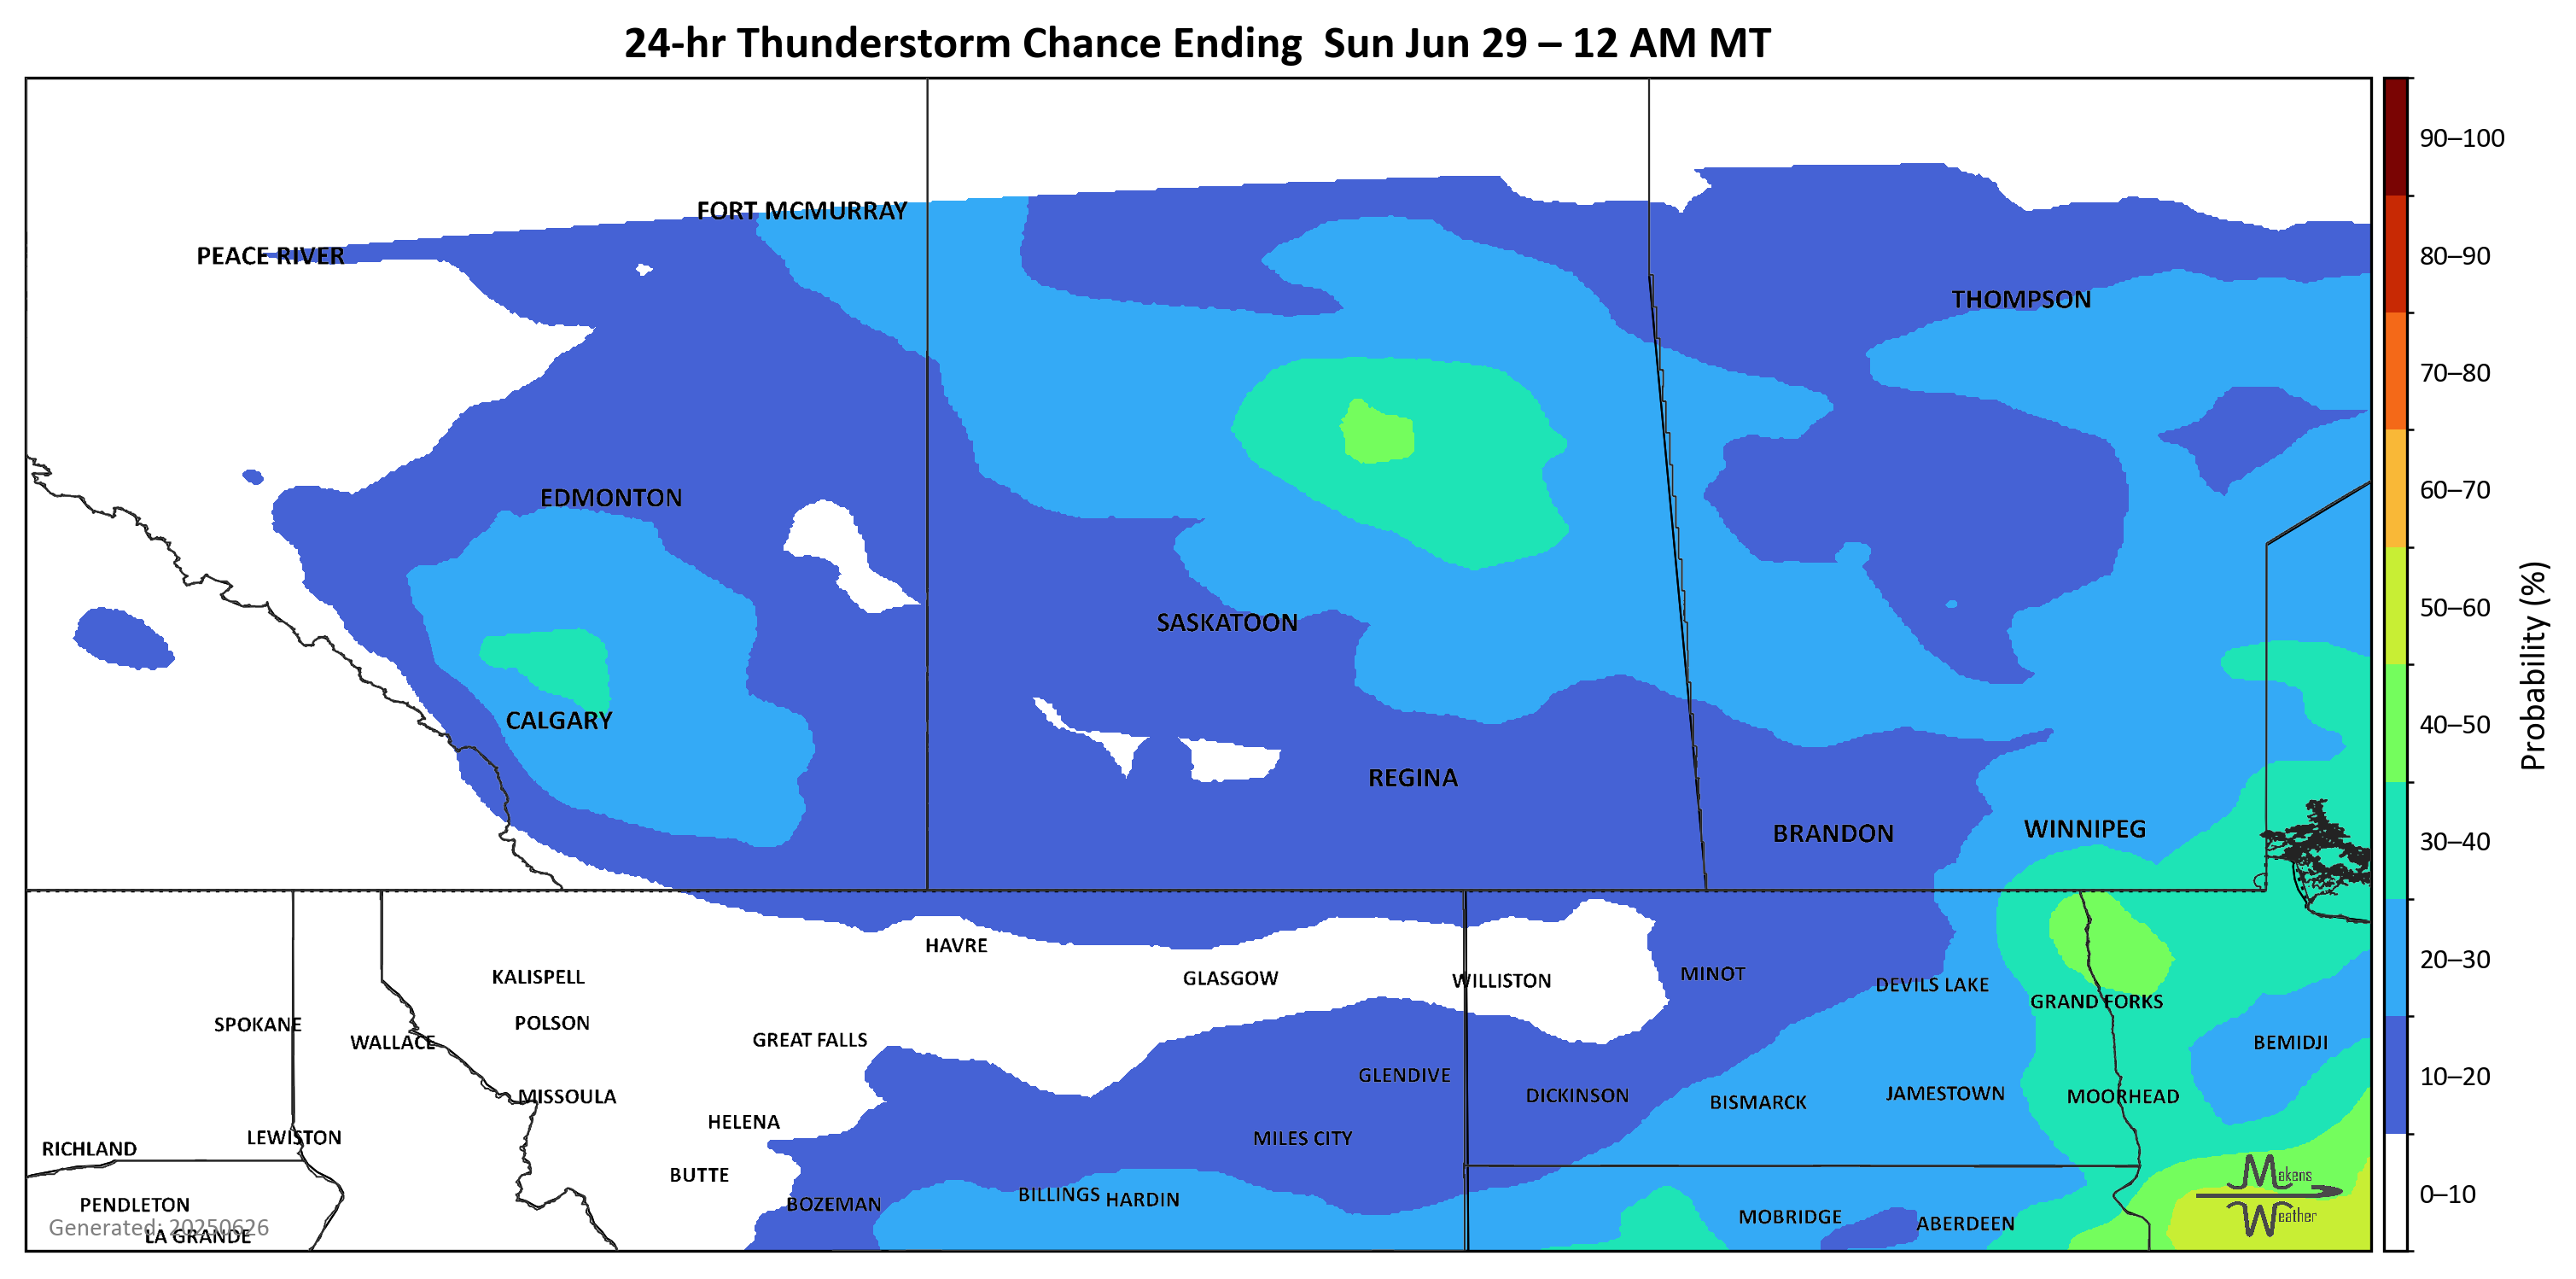 24-hr Thunderstorm Chance Ending  Sun Jun 29 – 12 AM MT
90–100
80–90
70–80
60–70
50–60
40–50
30–40
20–30
10–20
0–10
Probability (%)
FORT MCMURRAY
PEACE RIVER
THOMPSON
EDMONTON
SASKATOON
CALGARY
REGINA
BRANDON
WINNIPEG
HAVRE
KALISPELL
GLASGOW
WILLISTON
MINOT
DEVILS LAKE
GRAND FORKS
SPOKANE
POLSON
WALLACE
GREAT FALLS
BEMIDJI
GLENDIVE
DICKINSON
BISMARCK
JAMESTOWN
MOORHEAD
MISSOULA
HELENA
LEWISTON
MILES CITY
RICHLAND
BUTTE
BILLINGS
HARDIN
BOZEMAN
PENDLETON
MOBRIDGE
ABERDEEN
LA GRANDE
Generated: 20250626
Makens
Weather